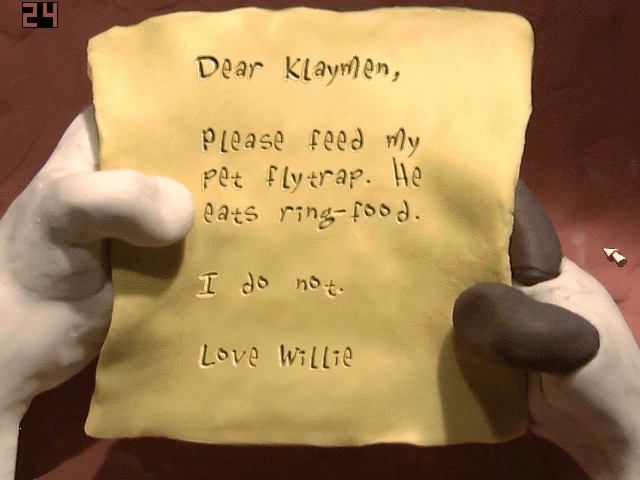 24
Dear Klaymen,
Please feed my
pet flytrap. He
eats ring-food.
I do not.
Love Willie